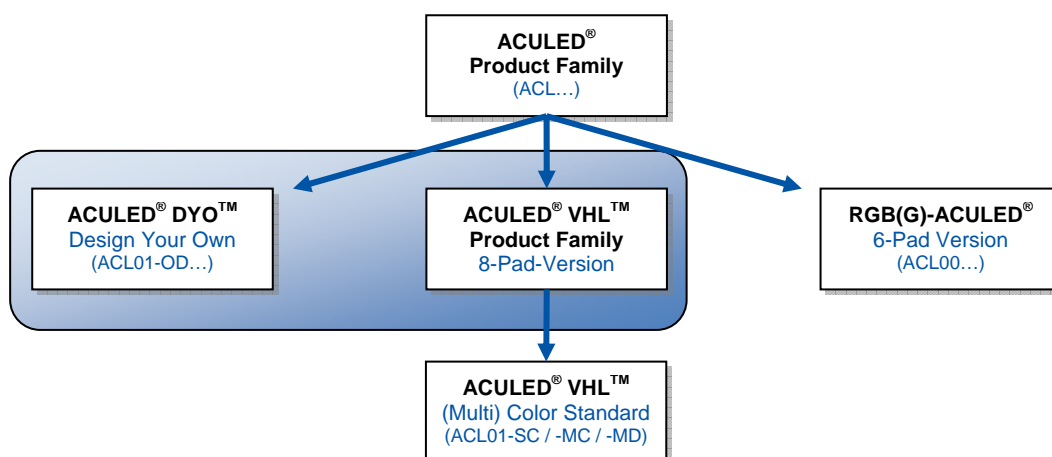 ACULED®
Product Family
(ACL…)
ACULED® DYO™
Design Your Own
(ACL01-OD…)
ACULED® VHL™
Product Family
8-Pad-Version
RGB(G)-ACULED®
6-Pad Version
(ACL00…)
ACULED® VHL™
(Multi) Color Standard
(ACL01-SC / -MC / -MD)